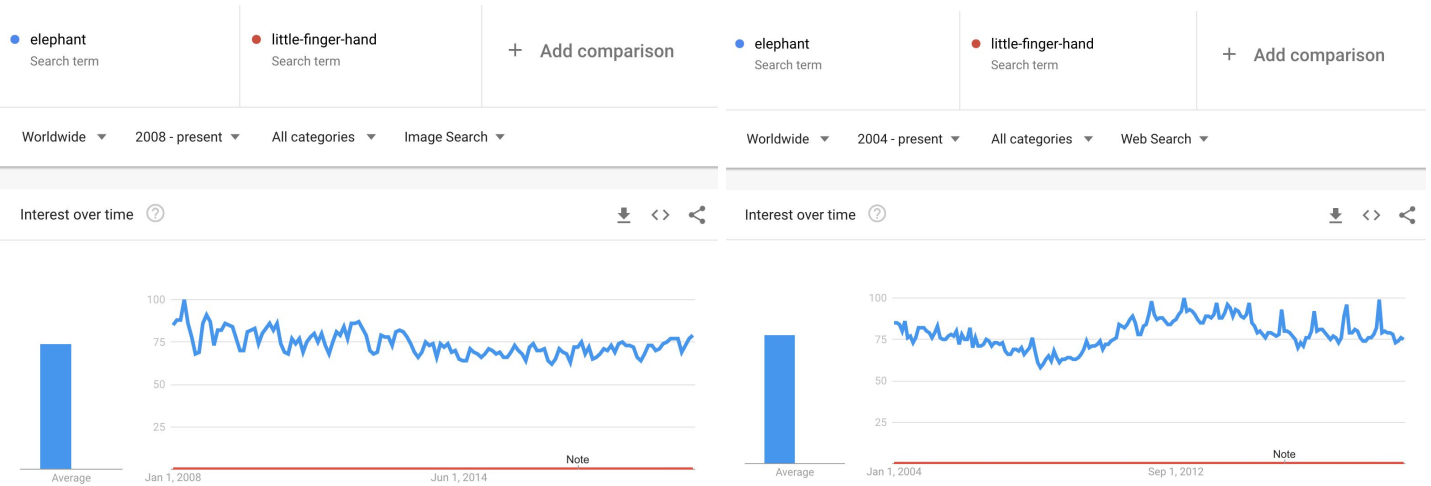 elephant
Search term
little-finger-hand
Search term
+ Add comparison
Worldwide
2008 - present
All categories
Image Search
Interest over time
?
100
75
50
25
Note
Average
Jan 1, 2008
Jun 1, 2014
elephant
Search term
little-finger-hand
Search term
+ Add comparison
Worldwide
2004 - present
All categories
Web Search
Interest over time
?
100
75
50
25
Note
Average
Jan 1, 2004
Sep 1, 2012